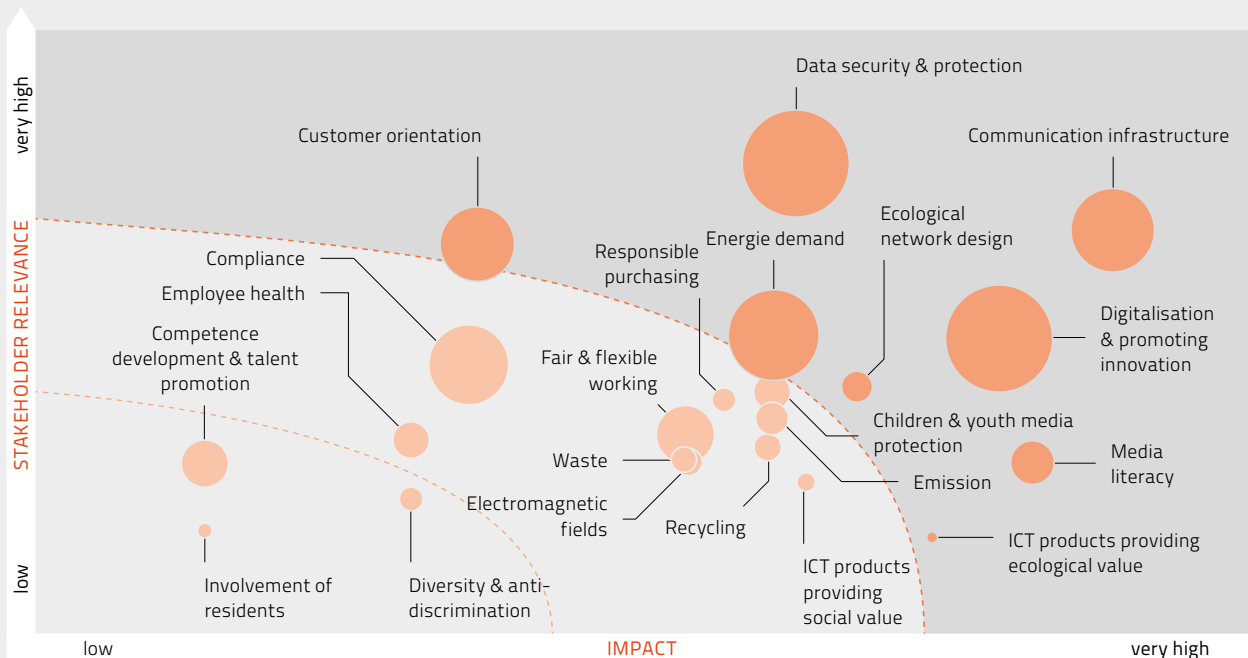 very high
STAKEHOLDER RELEVANCE
low
Data security & protection
Customer orientation
Communication infrastructure
Ecological
network design
Responsible
purchasing
Energie demand
Compliance
Employee health
Competence
development & talent
promotion
Fair & flexible
working
Digitalisation
& promoting
innovation
Children & youth media
protection
Waste
Media
literacy
Emission
Electromagnetic
fields
Recycling
ICT products providing
ecological value
ICT products
providing
social value
Involvement of
residents
Diversity & anti-
discrimination
low
IMPACT
very high